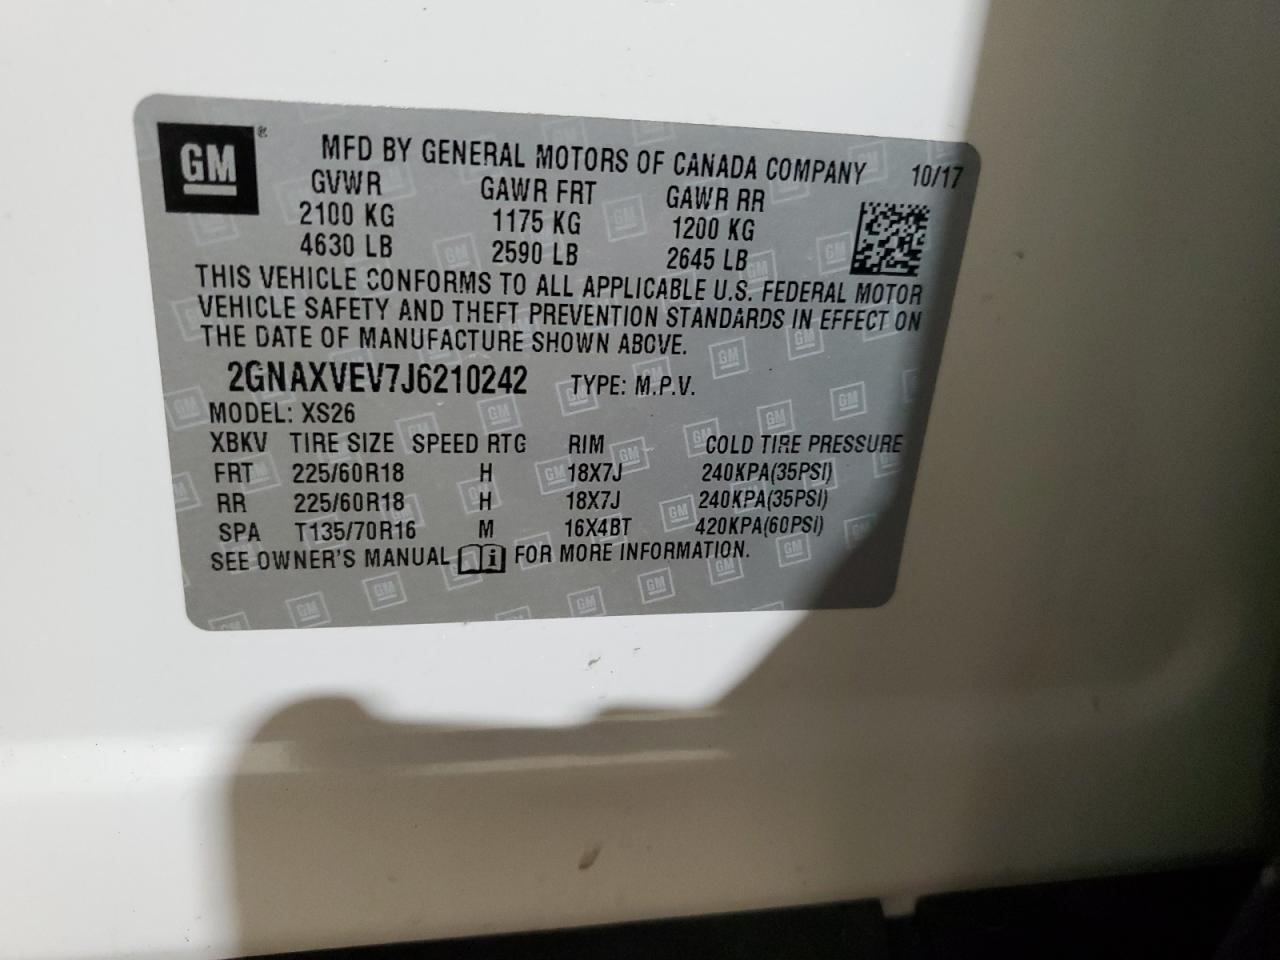 GM® MFD BY GENERAL MOTORS OF CANADA COMPANY 10/17
GVWR GAWR FRT GAWR RR
2100 KG 1175 KG 1200 KG
4630 LB 2590 LB 2645 LB
THIS VEHICLE CONFORMS TO ALL APPLICABLE U.S. FEDERAL MOTOR
VEHICLE SAFETY AND THEFT PREVENTION STANDARDS IN EFFECT ON
THE DATE OF MANUFACTURE SHOWN ABOVE.
2GNAXVEV7J6210242 TYPE: M.P.V.
MODEL: XS26
XBKV TIRE SIZE SPEED RTG RIM COLD TIRE PRESSURE
FRT 225/60R18 H 18X7J 240KPA(35PSI)
RR 225/60R18 H 18X7J 240KPA(35PSI)
SPA T135/70R16 M 16X4BT 420KPA(60PSI)
SEE OWNER'S MANUAL i FOR MORE INFORMATION.